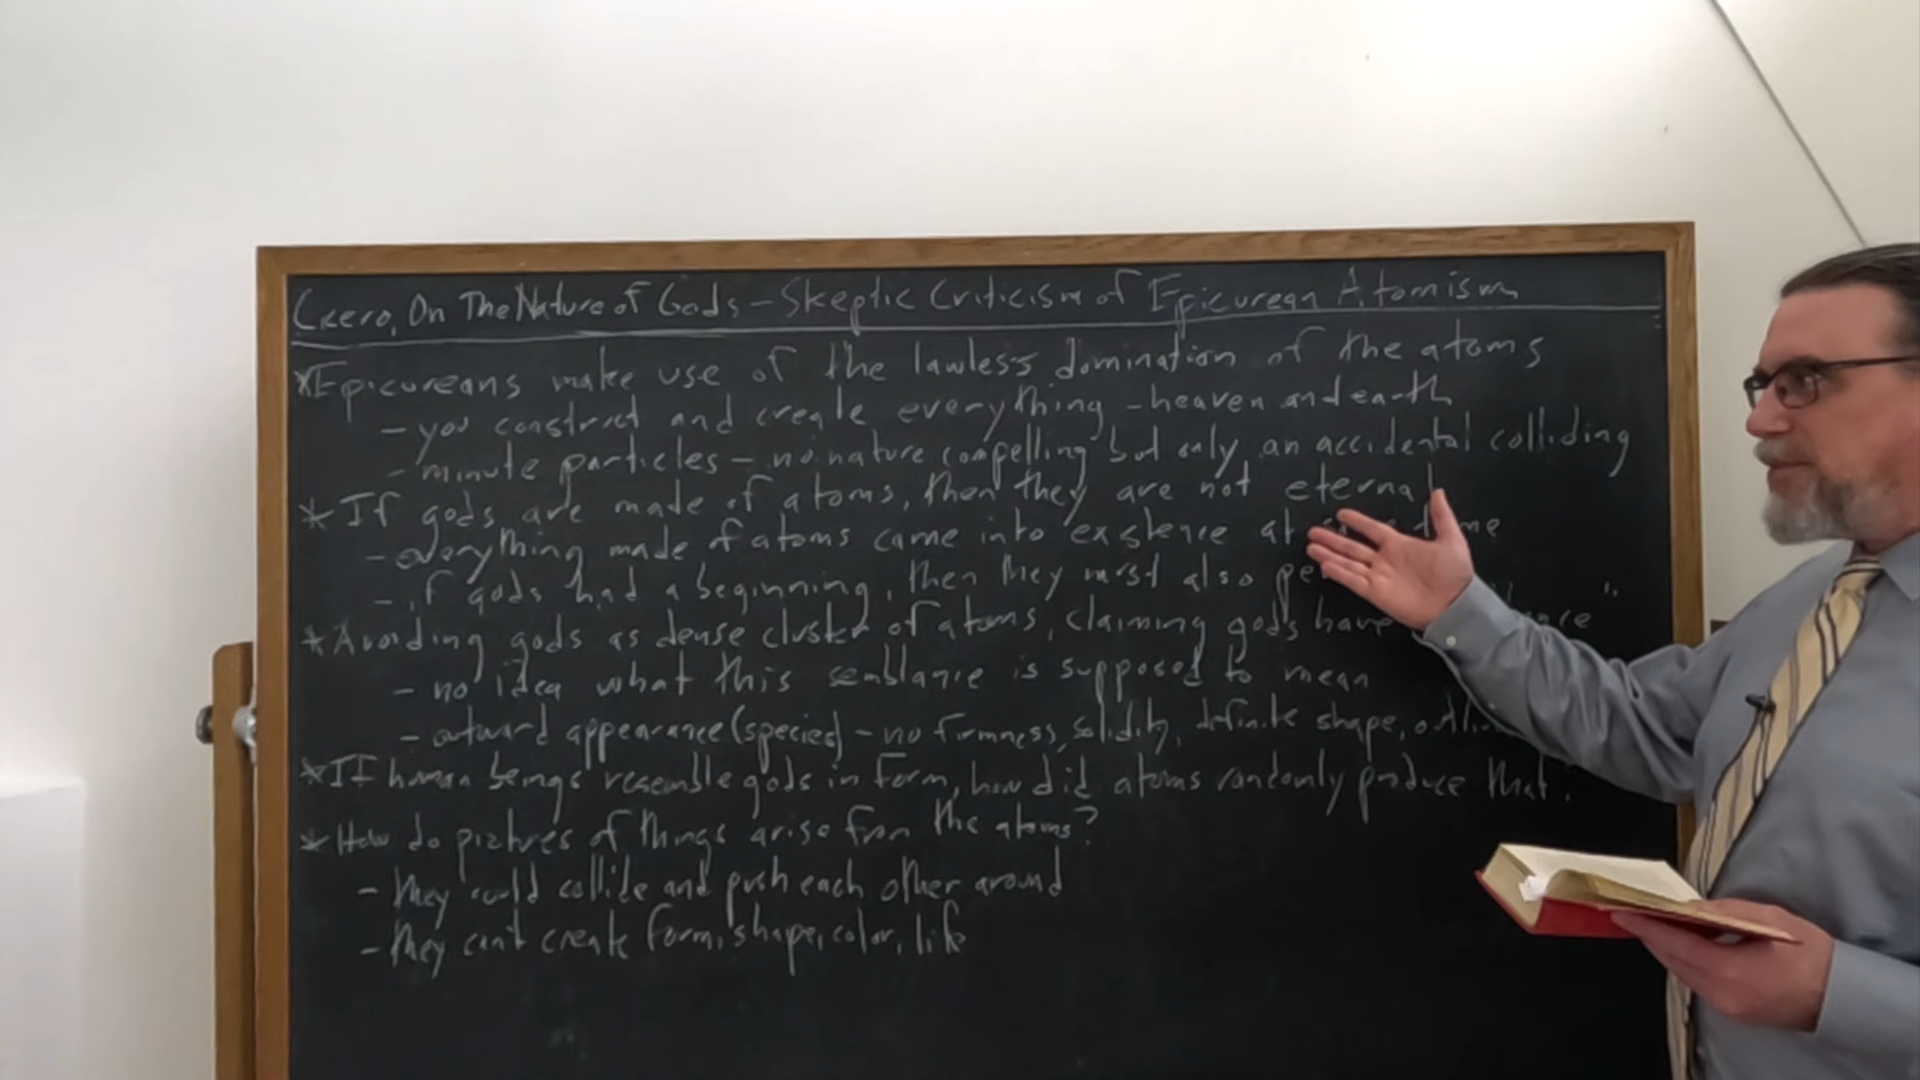 Cicero, On The Nature of Gods - Skeptic Criticism of Epicurean Atomism
* Epicureans make use of the lawless domination of the atoms
- you construct and create everything - heaven and earth
- minute particles - no nature compelling but only an accidental colliding
* If gods are made of atoms, then they are not eternal
- everything made of atoms came into existence at
- if gods had a beginning, then they must also
* Avoiding gods as dense cluster of atoms, claiming gods have "
- no idea what this semblance is supposed to mean
- outward appearance (species) - no firmness, solidity, definite shape,
* If human beings resemble gods in form, how did atoms randomly produce that.
* How do pictures of things arise from the atoms?
- they could collide and push each other around
- they can't create form, shape, color, life